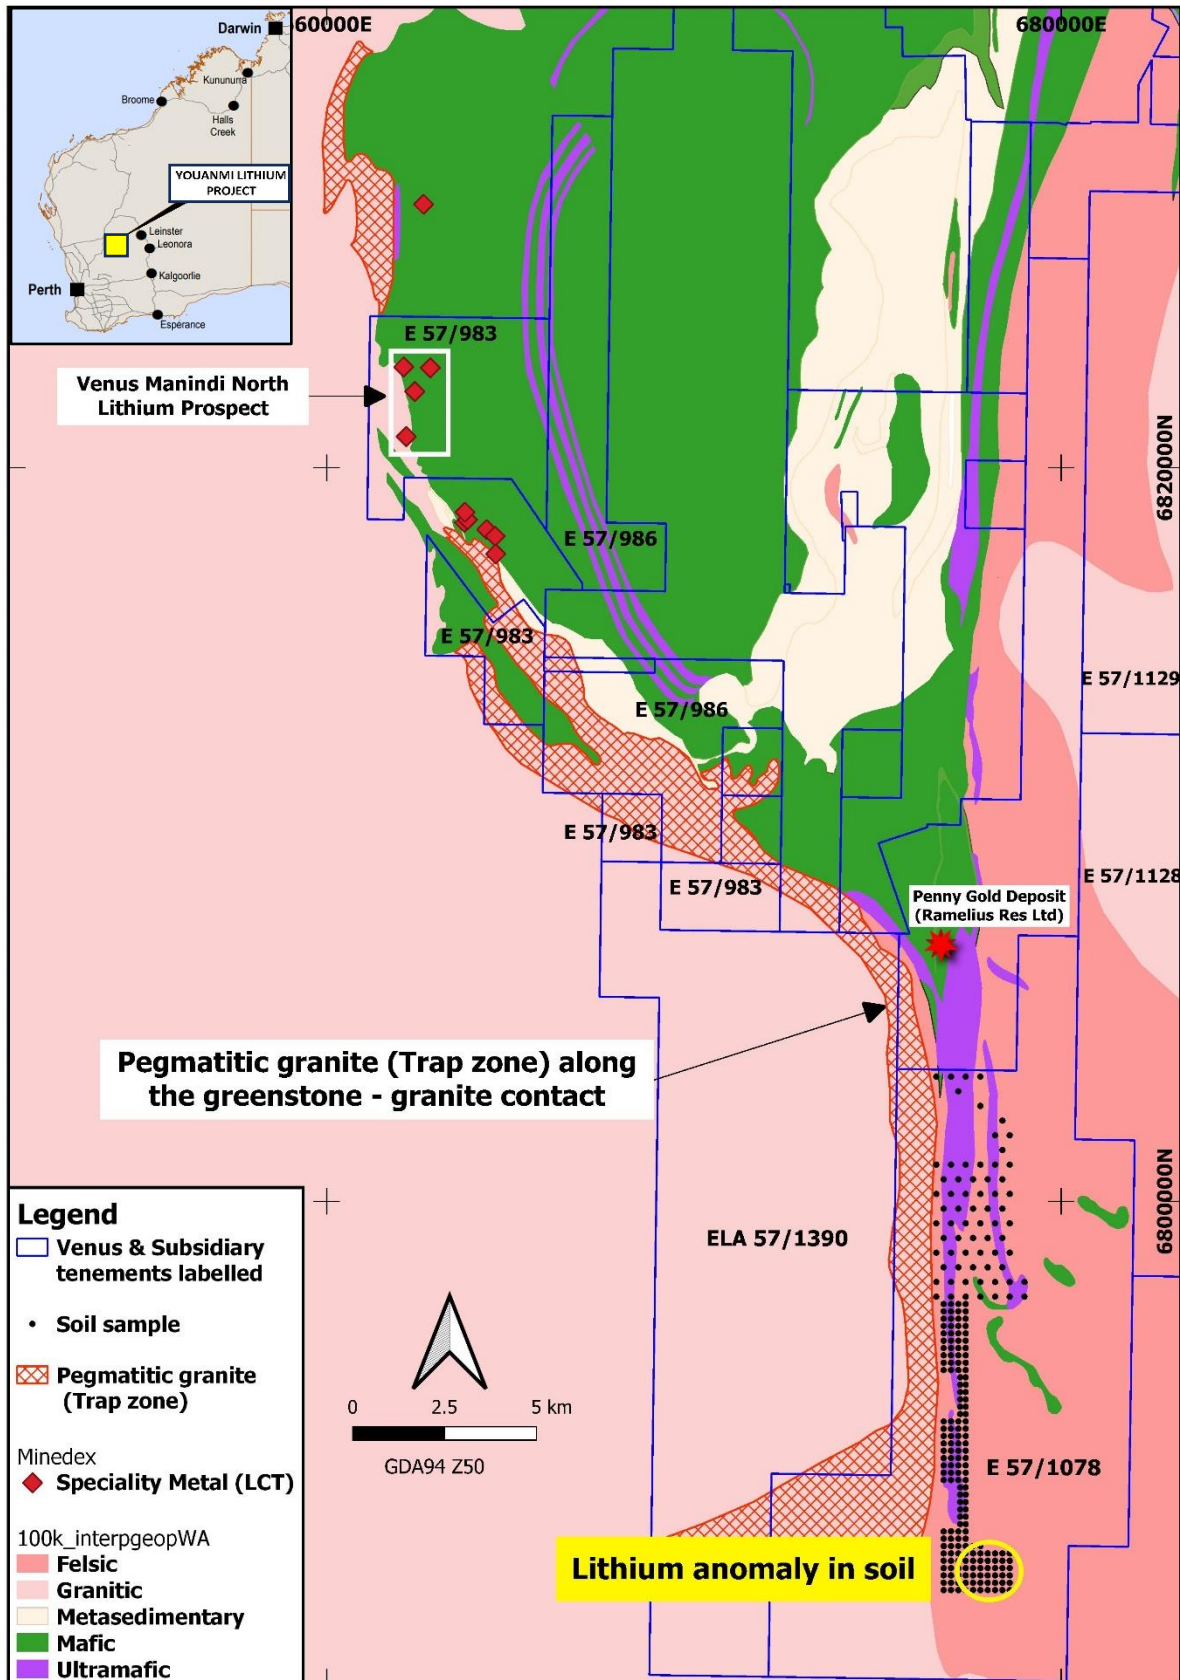 Darwin
Kununurra
Broome
Halls
Creek
YOUANMI LITHIUM
PROJECT
Leinster
Leonora
Kalgoorlie
Perth
Esperance
60000E
680000E
E 57/983
Venus Manindi North
Lithium Prospect
6820000N
E 57/986
E 57/983
E 57/1129
E 57/986
E 57/983
E 57/983
E 57/1128
Penny Gold Deposit
(Ramelius Res Ltd)
Pegmatitic granite (Trap zone) along
the greenstone - granite contact
6800000N
ELA 57/1390
Legend
Venus & Subsidiary
tenements labelled
Soil sample
Pegmatitic granite
(Trap zone)
Minedex
Speciality Metal (LCT)
100k_interpgeopWA
Felsic
Granitic
Metasedimentary
Mafic
Ultramafic
0 2.5 5 km
GDA94 Z50
E 57/1078
Lithium anomaly in soil